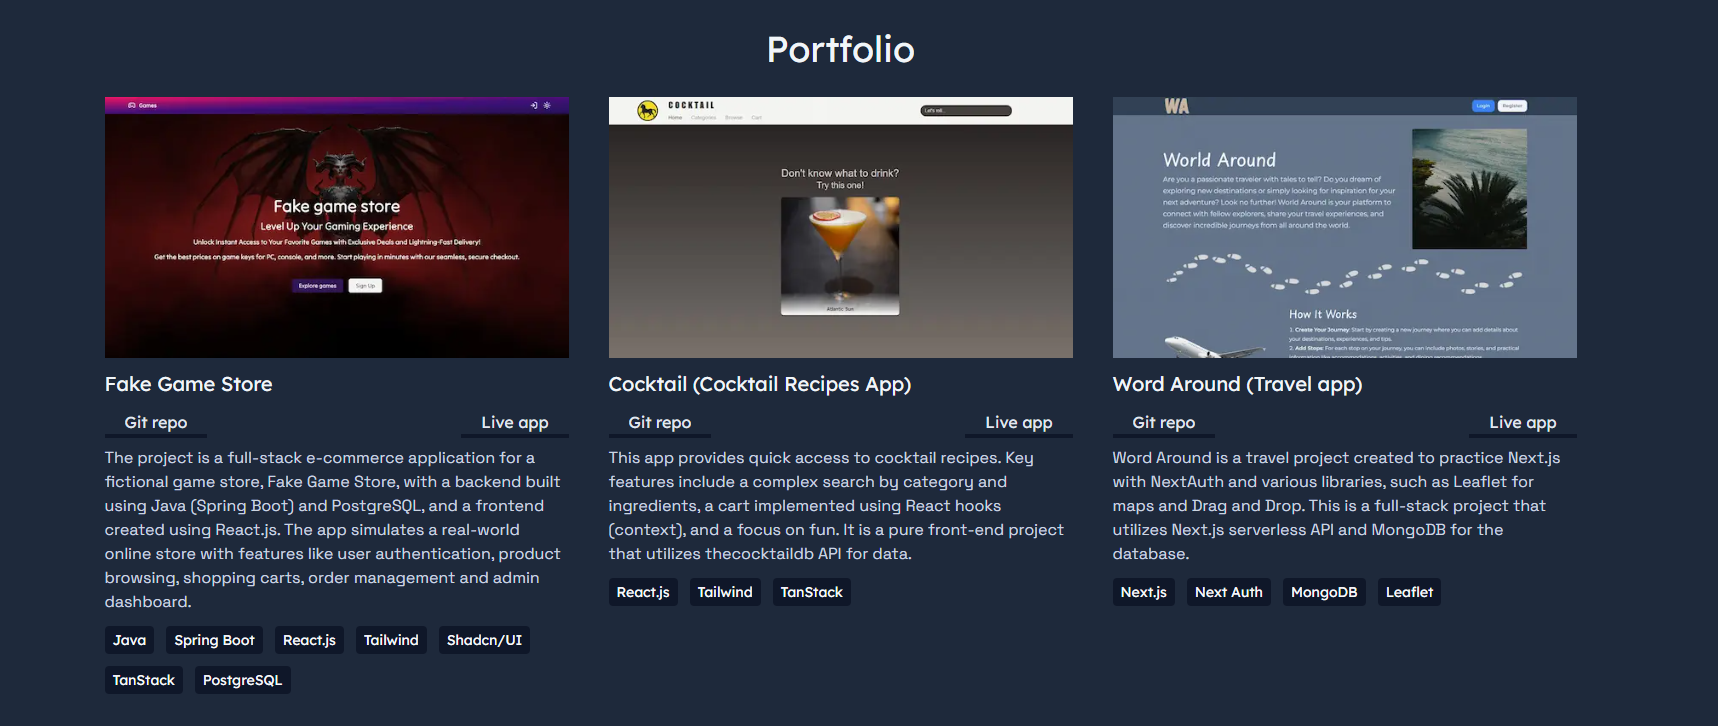 Portfolio
Games
Fake game store
Level Up Your Gaming Experience
Unlock Instant Access to Your Favorite Games with Exclusive Deals and Lightning-Fast Delivery!
Get the best prices on game keys for PC, console, and more. Start playing in minutes with our seamless, secure checkout.
Explore games
Sign Up
Fake Game Store
Git repo
Live app
The project is a full-stack e-commerce application for a
fictional game store, Fake Game Store, with a backend built
using Java (Spring Boot) and PostgreSQL, and a frontend
created using React.js. The app simulates a real-world
online store with features like user authentication, product
browsing, shopping carts, order management and admin
dashboard.
Java
Spring Boot
React.js
Tailwind
Shadcn/UI
TanStack
PostgreSQL
COCKTAIL
Home
Categories
Browse
Cart
Don't know what to drink?
Try this one!
Atlantic Sun
Cocktail (Cocktail Recipes App)
Git repo
Live app
This app provides quick access to cocktail recipes. Key
features include a complex search by category and
ingredients, a cart implemented using React hooks
(context), and a focus on fun. It is a pure front-end project
that utilizes thecocktaildb API for data.
React.js
Tailwind
TanStack
WA
Login
Register
World Around
Are you a passionate traveler with tales to tell? Do you dream of
exploring new destinations or simply looking for inspiration for your
next adventure? Look no further! World Around is your platform to
connect with fellow explorers, share your travel experiences, and
discover incredible journeys from all around the world.
How It Works
1. Create Your Journey: Start by creating a new journey where you can add details about
your destinations, experiences, and tips.
2. Add Steps: For each stop on your journey, you can include photos, stories, and practical
Word Around (Travel app)
Git repo
Live app
Word Around is a travel project created to practice Next.js
with NextAuth and various libraries, such as Leaflet for
maps and Drag and Drop. This is a full-stack project that
utilizes Next.js serverless API and MongoDB for the
database.
Next.js
Next Auth
MongoDB
Leaflet